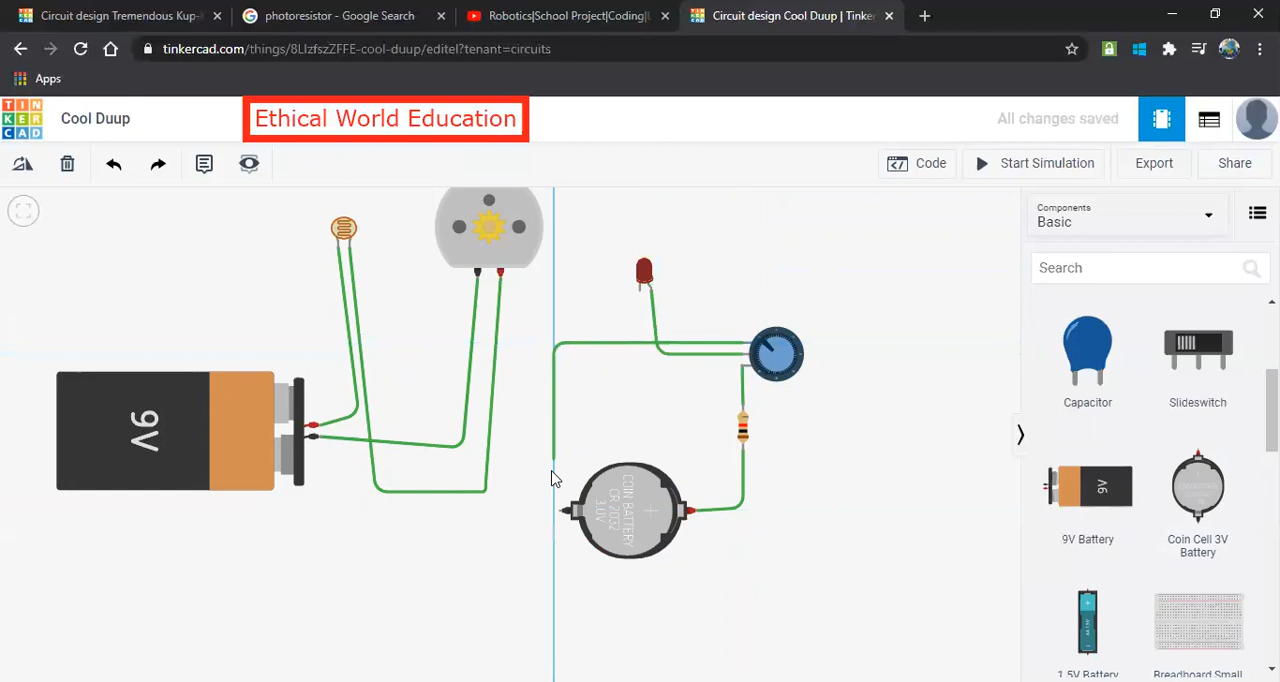 Circuit design Tremendous Kup-
photoresistor - Google Search
Robotics|School Project|Coding|
Circuit design Cool Duup | Tinker
tinkercad.com/things/8LIzfszZFFE-cool-duup/editel?tenant=circuits
Apps
TIN
KER
CAD
Cool Duup
Ethical World Education
All changes saved
Code
Start Simulation
Export
Share
Components
Basic
Search
Capacitor
Slideswitch
9V
COIN BATTERY
CR 2032
3.0V
9V
9V Battery
Coin Cell 3V
Battery
1.5V Battery
Breadboard Small